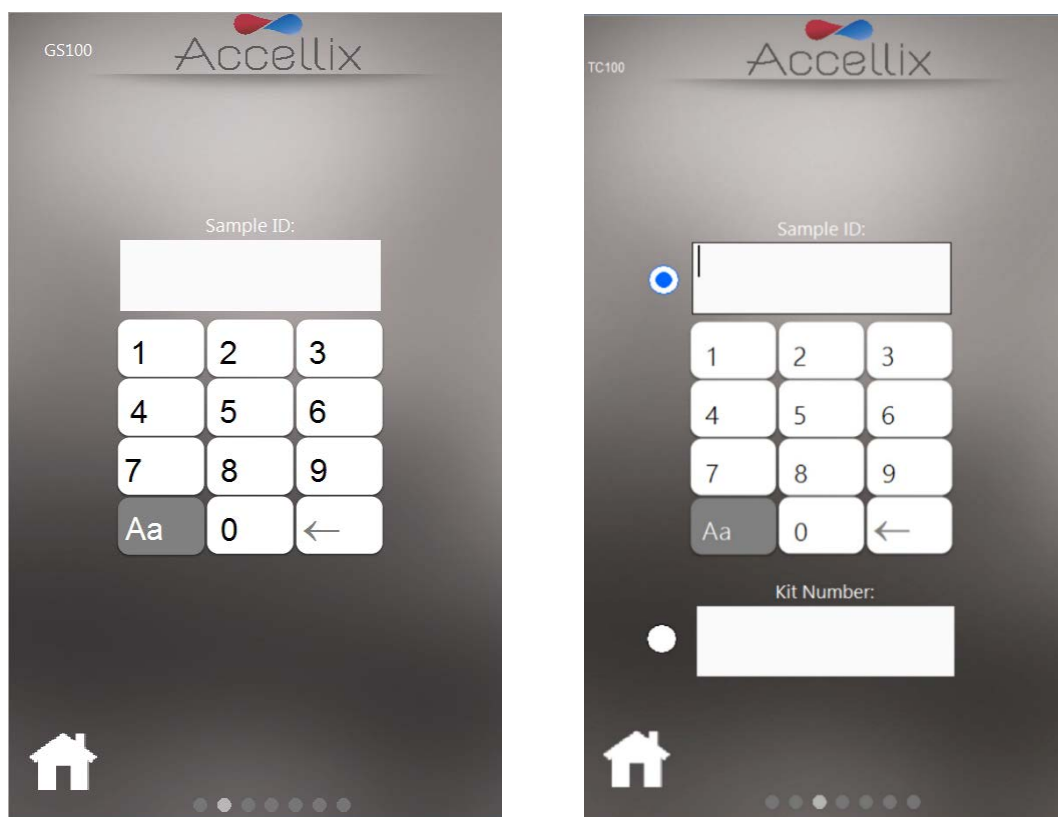 GS100
Accellix
Sample ID:
1 2 3
4 5 6
7 8 9
Aa 0 ←
TC100
Accellix
Sample ID:
1 2 3
4 5 6
7 8 9
Aa 0 ←
Kit Number: